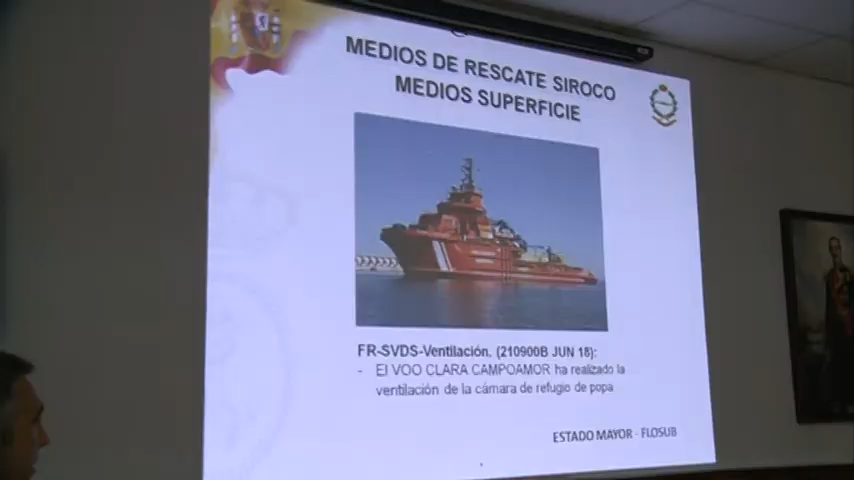 MEDIOS DE RESCATE SIROCO
MEDIOS SUPERFICIE
FR-SVDS-Ventilación. (210900B JUN 18):
- El VOO CLARA CAMPOAMOR ha realizado la
ventilación de la cámara de refugio de popa
ESTADO MAYOR - FLOSUB